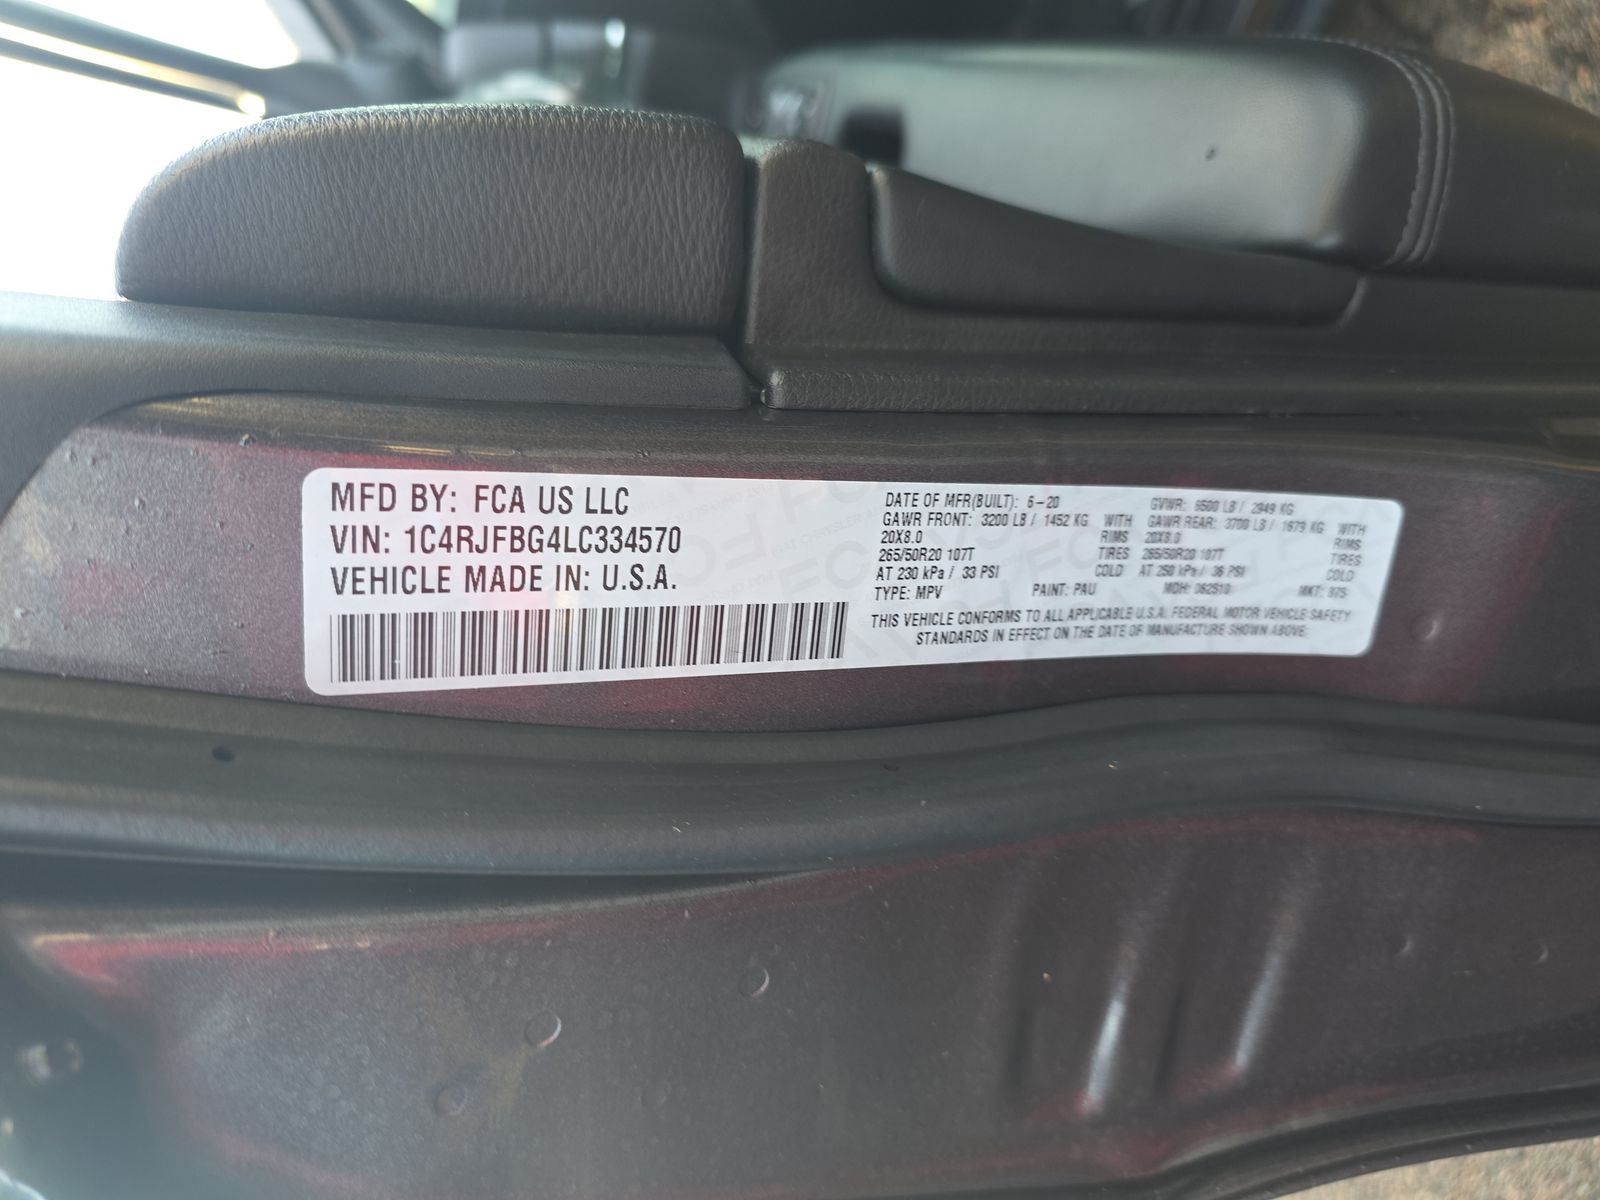 MFD BY: FCA US LLC
VIN: 1C4RJFBG4LC334570
VEHICLE MADE IN: U.S.A.
DATE OF MFR(BUILT): 6-20 GVWR: 6500 LB / 2949 KG
GAWR FRONT: 3200 LB / 1452 KG WITH GAWR REAR: 3700 LB / 1679 KG WITH
20X8.0 RIMS 20X8.0 RIMS
265/50R20 107T TIRES 265/50R20 107T TIRES
AT 230 kPa / 33 PSI COLD AT 250 kPa / 36 PSI COLD
TYPE: MPV PAINT: PAU MDH: 062510 MKT:
THIS VEHICLE CONFORMS TO ALL APPLICABLE U.S.A. FEDERAL MOTOR VEHICLE SAFETY
STANDARDS IN EFFECT ON THE DATE OF MANUFACTURE SHOWN ABOVE.